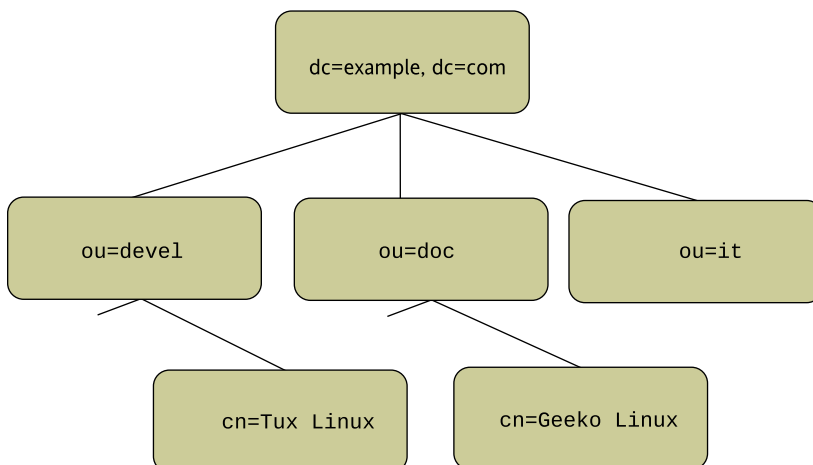 dc=example, dc=com
ou=devel
ou=doc
ou=it
cn=Tux Linux
cn=Geeko Linux